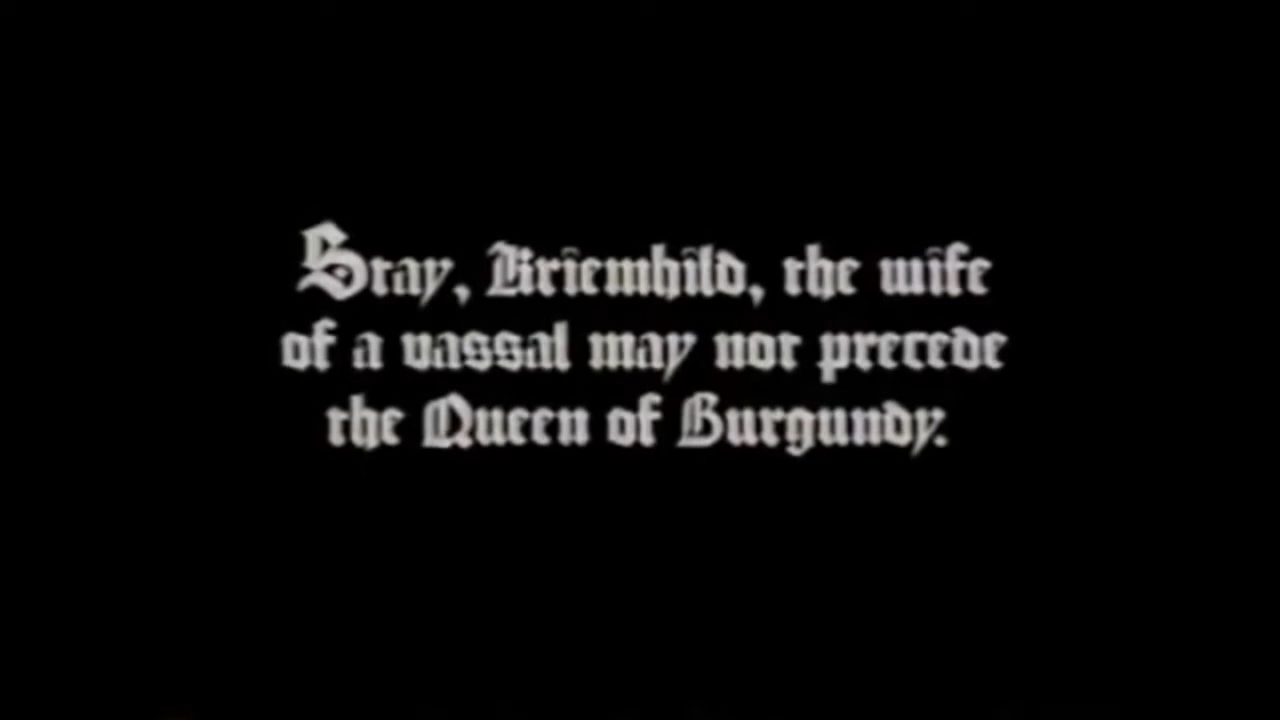 Stay, Kriemhild, the wife
of a vassal may not precede
the Queen of Burgundy.